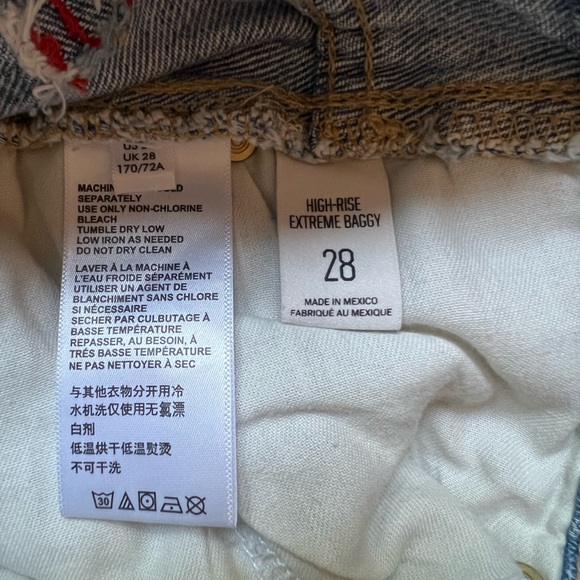 US
UK 28
170/72A
SEPARATELY
USE ONLY NON-CHLORINE
BLEACH
TUMBLE DRY LOW
LOW IRON AS NEEDED
DO NOT DRY CLEAN
LAVER À LA MACHINE À
L'EAU FROIDE SÉPARÉMENT
UTILISER UN AGENT DE
BLANCHIMENT SANS CHLORE
SI NÉCESSAIRE
SECHER PAR CULBUTAGE À
BASSE TEMPÉRATURE
REPASSER, AU BESOIN, À
TRÉS BASSE TEMPÉRATURE
NE PAS NETTOYER À SEC
与其他衣物分开用冷
水机洗仅使用无氯漂
白剂
低温烘干低温熨烫
不可干洗
30
HIGH-RISE
EXTREME BAGGY
28
MADE IN MEXICO
FABRIQUÉ AU MEXIQUE